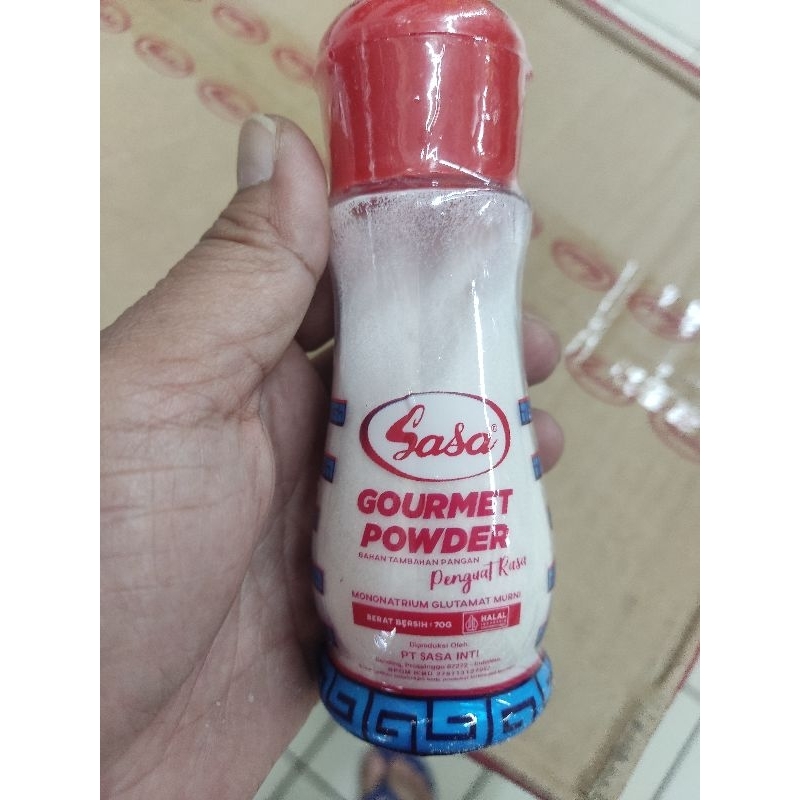 Sasa®
GOURMET
POWDER
BAHAN TAMBAHAN PANGAN
Penguat Rasa
MONONATRIUM GLUTAMAT MURNI
BERAT BERSIH : 70G
HALAL
INDONESIA
Diproduksi Oleh:
PT SASA INTI